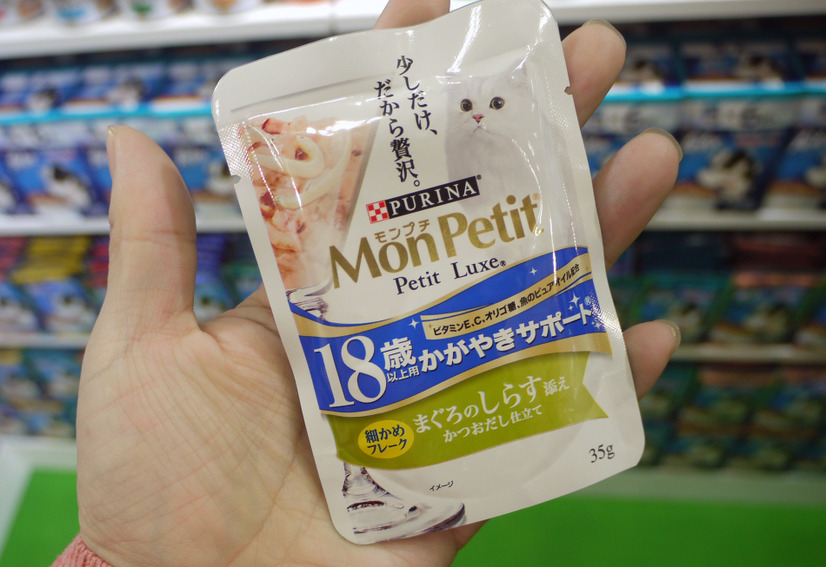 少しだけ、
だから贅沢。
PURINA®
モンプチ
MonPetit®
Petit Luxe®
ビタミンE、C、オリゴ糖、魚のピュアオイル配合
18歳以上用 かがやきサポート
細かめ
フレーク
まぐろのしらす添え
かつおだし仕立て
35g
イメージ